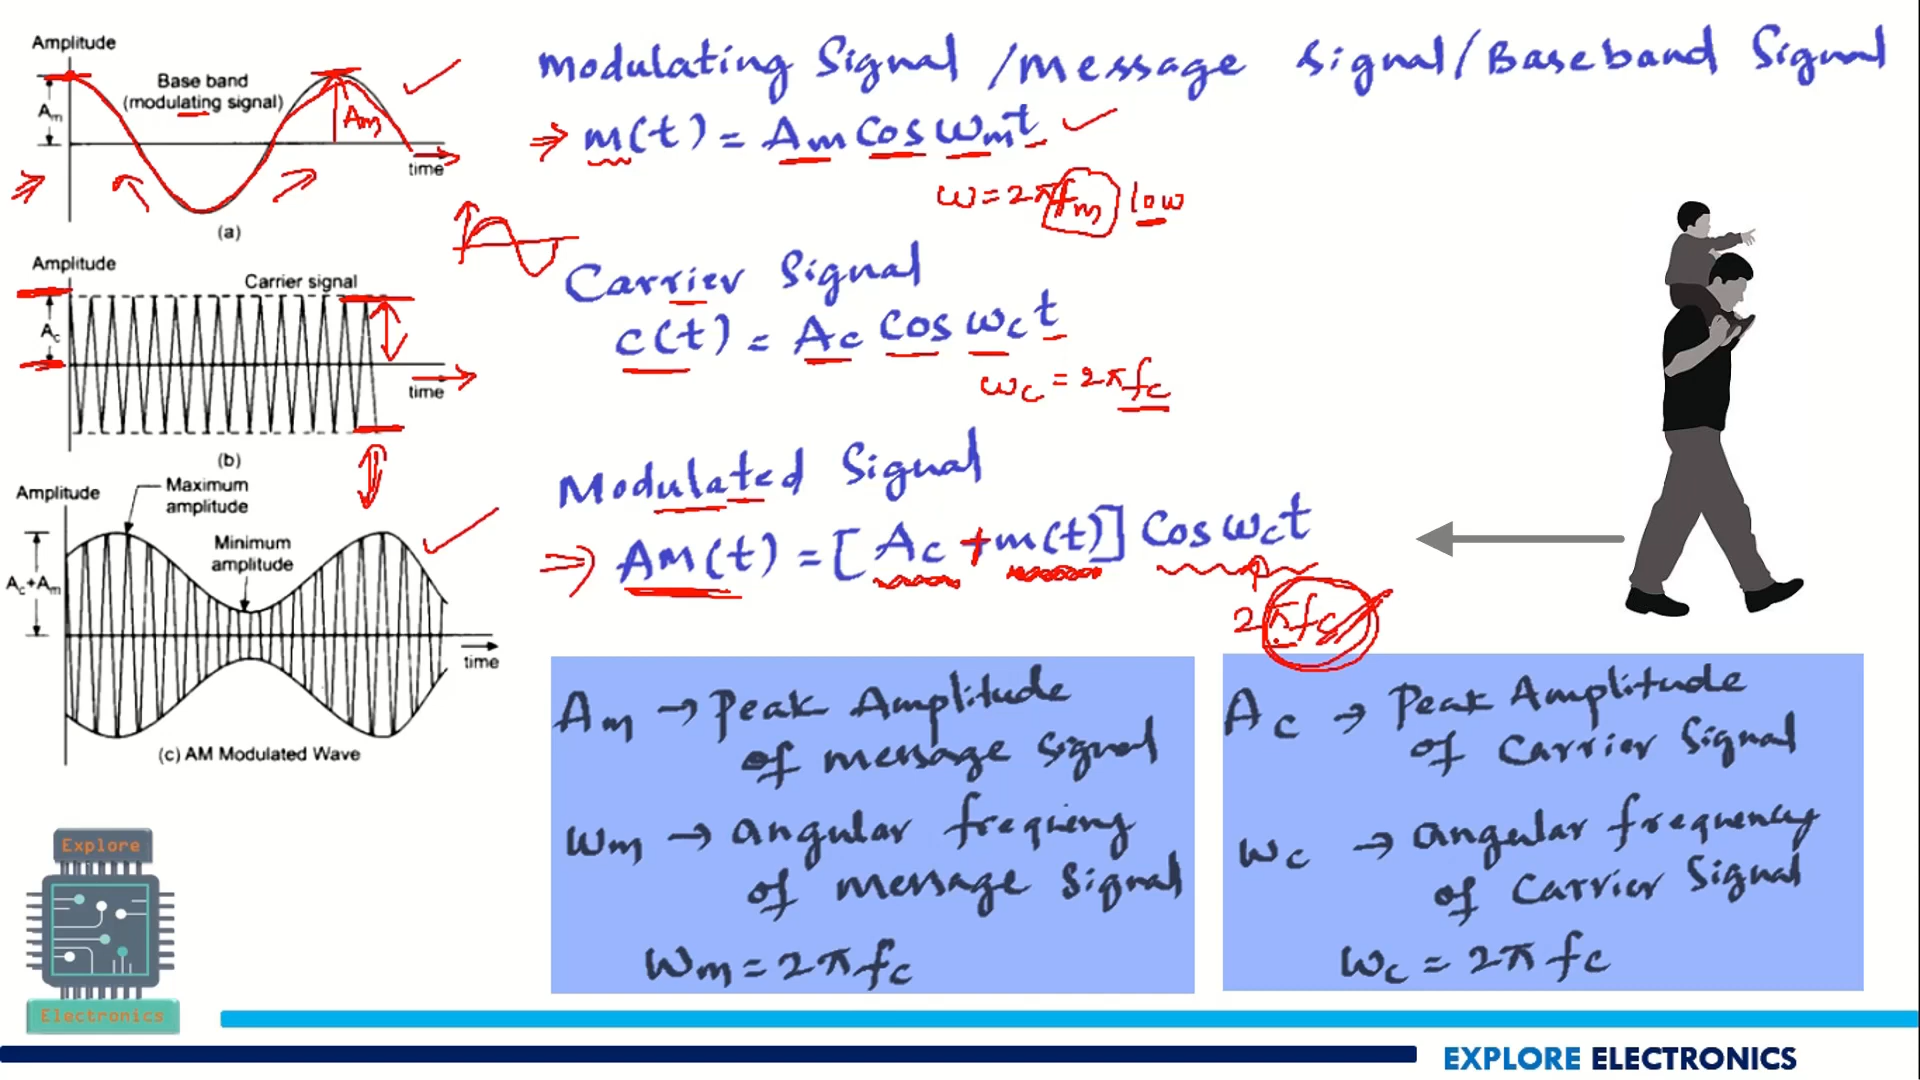 Amplitude
Base band
(modulating signal)
Am
Am
time
(a)
Amplitude
Carrier signal
Ac
time
(b)
Amplitude
Maximum
amplitude
Minimum
amplitude
Ac+Am
time
(c) AM Modulated Wave
Modulating Signal /Message Signal/Baseband Signal
⇒ m(t) = Am Cos ωmt
ω=2πfm low
Carrier Signal
c(t) = Ac Cos ωct
ωc = 2πfc
Modulated Signal
⇒ AM(t) = [Ac +m(t)] Cos ωct
2πfc
Am → Peak Amplitude
of message signal
ωm → angular frequency
of message signal
ωm = 2πfc
Ac → Peak Amplitude
of Carrier Signal
ωc → angular frequency
of Carrier Signal
ωc = 2πfc
Explore
Electronics
EXPLORE ELECTRONICS